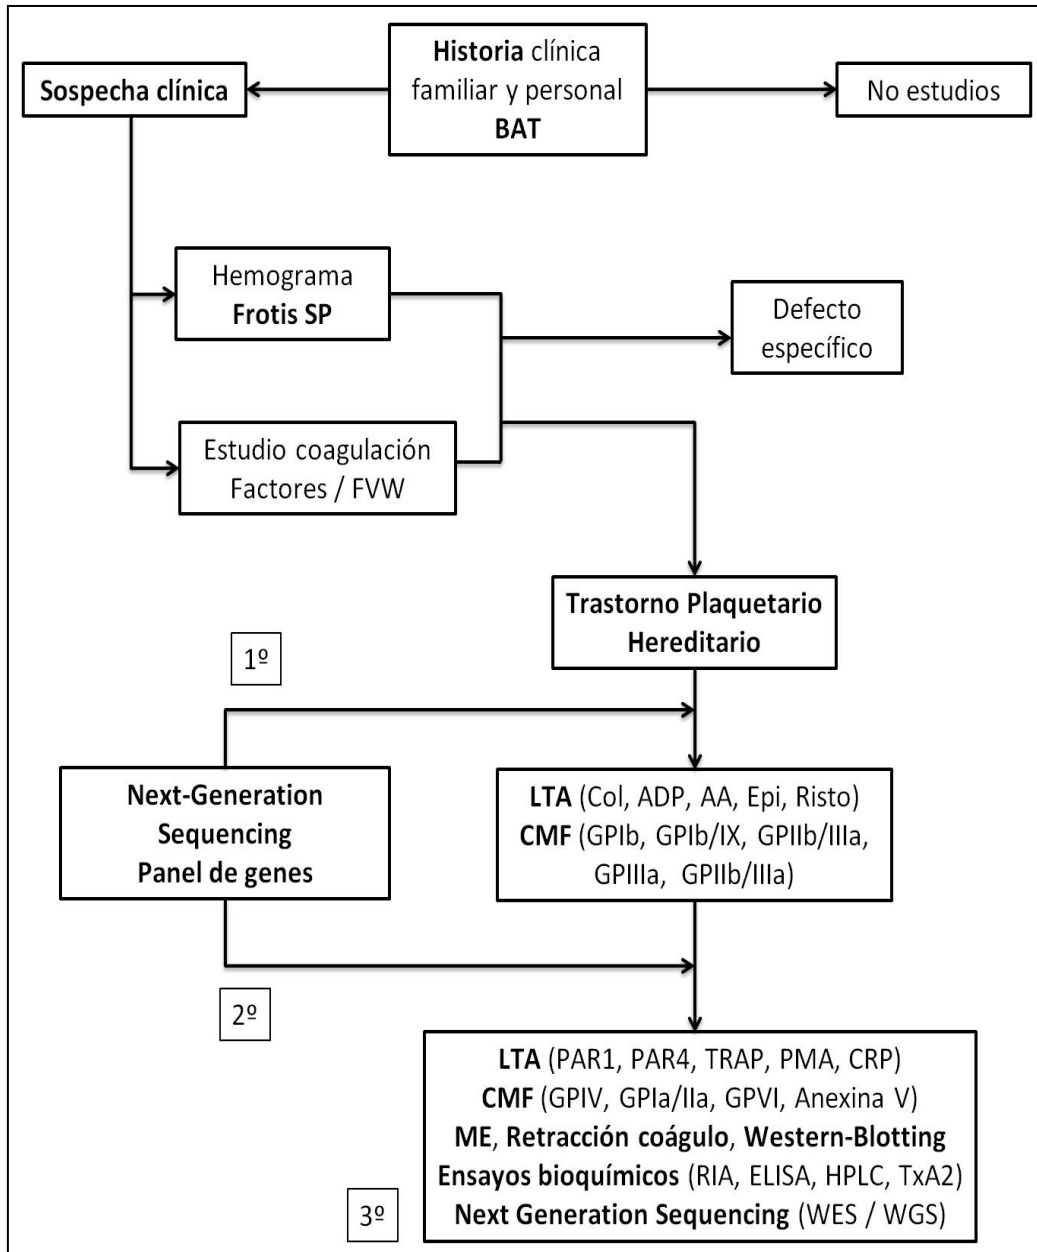 Historia clínica
familiar y personal
BAT
Sospecha clínica
No estudios
Hemograma
Frotis SP
Defecto
específico
Estudio coagulación
Factores / FVW
Trastorno Plaquetario
Hereditario
1º
Next-Generation
Sequencing
Panel de genes
LTA (Col, ADP, AA, Epi, Risto)
CMF (GPIb, GPIb/IX, GPIIb/IIIa,
GPIIIa, GPIIb/IIIa)
2º
LTA (PAR1, PAR4, TRAP, PMA, CRP)
CMF (GPIV, GPIa/IIa, GPVI, Anexina V)
ME, Retracción coágulo, Western-Blotting
Ensayos bioquímicos (RIA, ELISA, HPLC, TxA2)
Next Generation Sequencing (WES / WGS)
3º